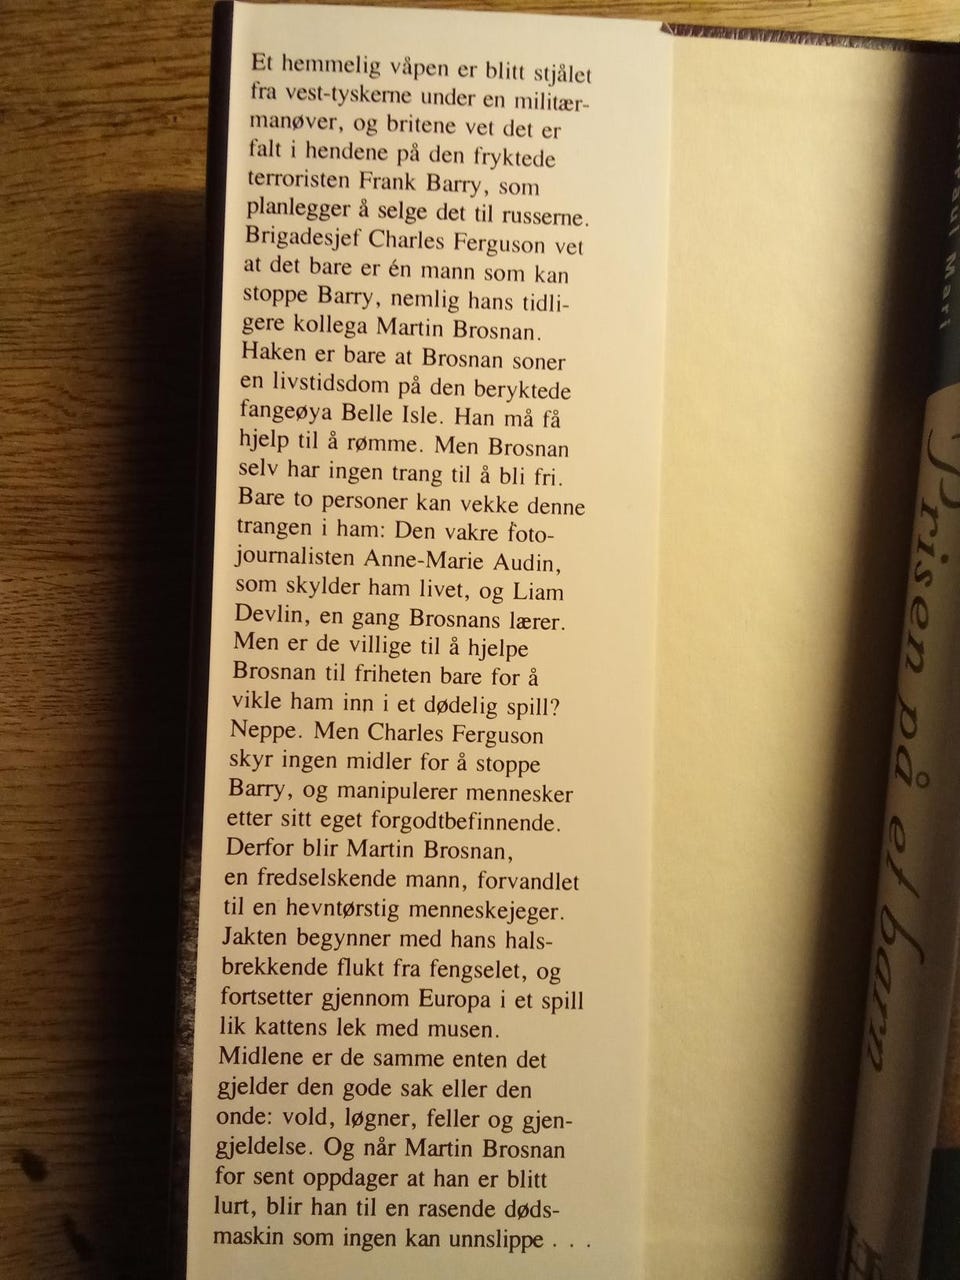 Et hemmelig våpen er blitt stjålet
fra vest-tyskerne under en militær-
manøver, og britene vet det er
falt i hendene på den fryktede
terroristen Frank Barry, som
planlegger å selge det til russerne.
Brigadesjef Charles Ferguson vet
at det bare er én mann som kan
stoppe Barry, nemlig hans tidli-
gere kollega Martin Brosnan.
Haken er bare at Brosnan soner
en livstidsdom på den beryktede
fangeøya Belle Isle. Han må få
hjelp til å rømme. Men Brosnan
selv har ingen trang til å bli fri.
Bare to personer kan vekke denne
trangen i ham: Den vakre foto-
journalisten Anne-Marie Audin,
som skylder ham livet, og Liam
Devlin, en gang Brosnans lærer.
Men er de villige til å hjelpe
Brosnan til friheten bare for å
vikle ham inn i et dødelig spill?
Neppe. Men Charles Ferguson
skyr ingen midler for å stoppe
Barry, og manipulerer mennesker
etter sitt eget forgodtbefinnende.
Derfor blir Martin Brosnan,
en fredselskende mann, forvandlet
til en hevntørstig menneskejeger.
Jakten begynner med hans hals-
brekkende flukt fra fengselet, og
fortsetter gjennom Europa i et spill
lik kattens lek med musen.
Midlene er de samme enten det
gjelder den gode sak eller den
onde: vold, løgner, feller og gjen-
gjeldelse. Og når Martin Brosnan
for sent oppdager at han er blitt
lurt, blir han til en rasende døds-
maskin som ingen kan unnslippe . . .
Paul Mari
Prisen på et barn